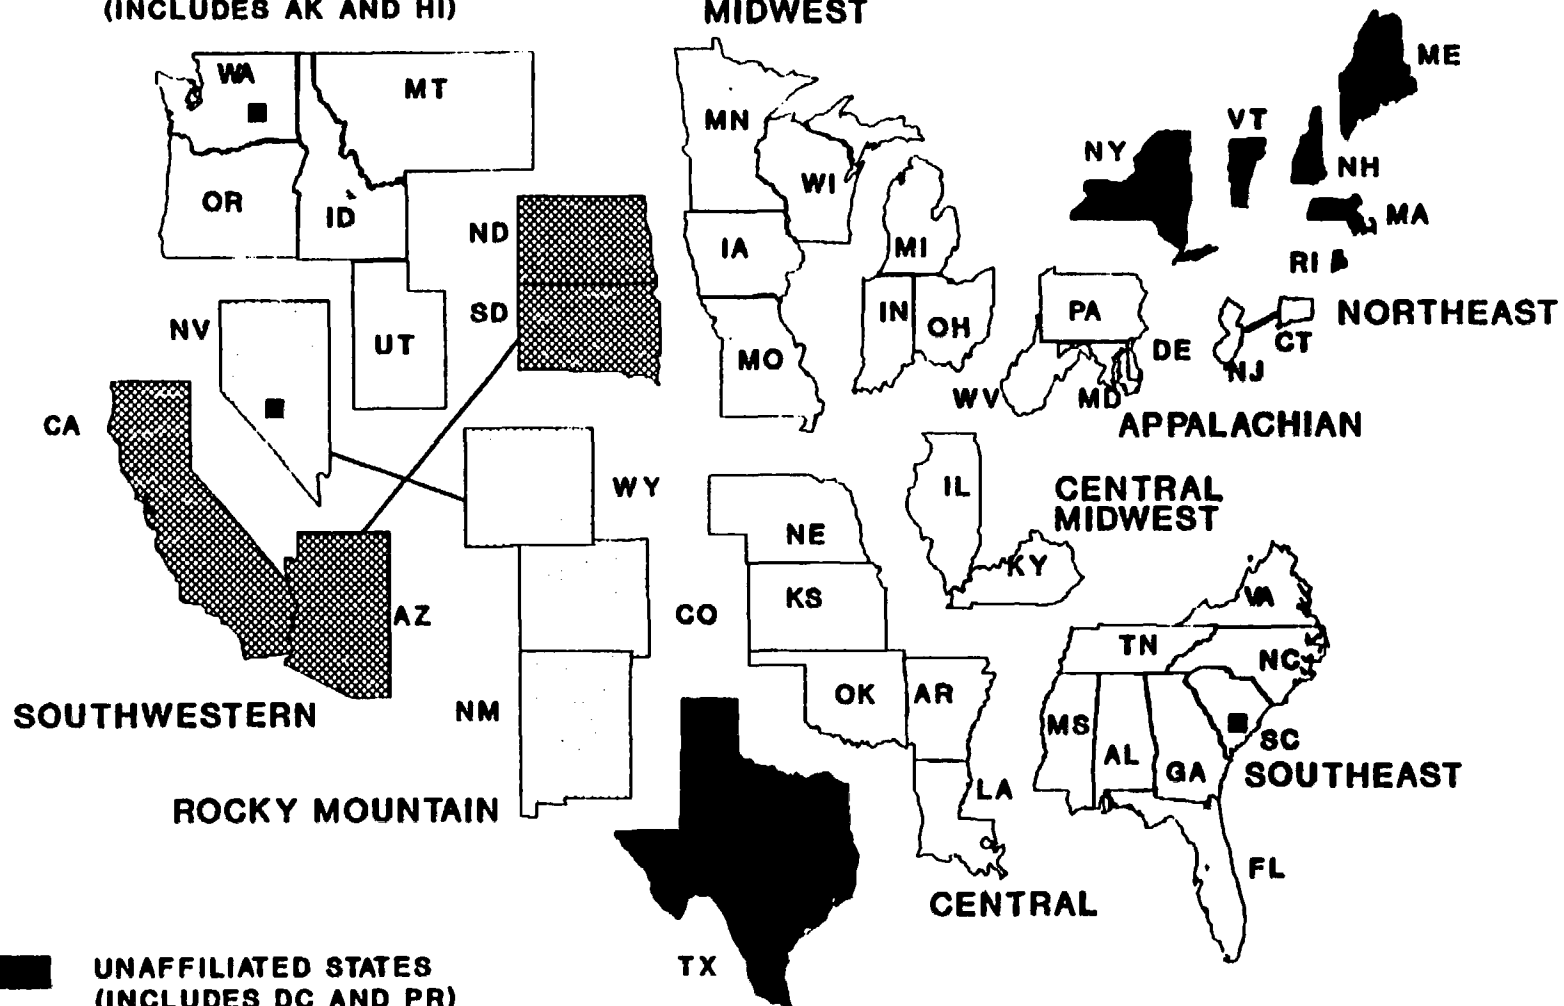 (INCLUDES AK AND HI)
MIDWEST
WA
MT
MN
ME
VT
NY
NH
OR
ID
WI
MA
ND
IA
MI
RI
SD
NV
UT
IN
OH
PA
NORTHEAST
MO
DE
CT
NJ
CA
WV
MD
APPALACHIAN
WY
IL
CENTRAL
MIDWEST
NE
KY
KS
VA
AZ
CO
TN
NC
SOUTHWESTERN
NM
OK
AR
MS
AL
GA
SC
SOUTHEAST
LA
ROCKY MOUNTAIN
FL
CENTRAL
TX
UNAFFILIATED STATES
(INCLUDES DC AND PR)